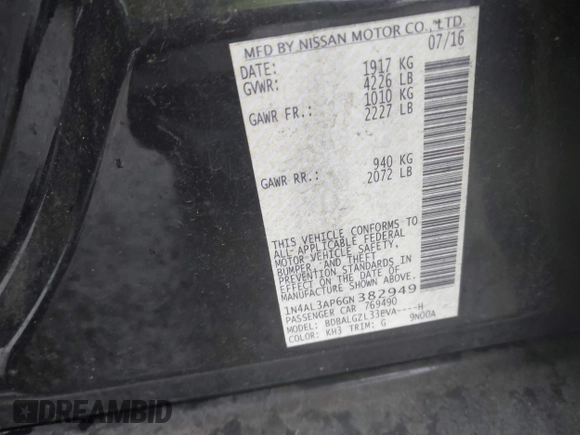 MFD BY NISSAN MOTOR CO.,LTD.
DATE: 07/16
GVWR: 1917 KG
4226 LB
GAWR FR.: 1010 KG
2227 LB
GAWR RR.: 940 KG
2072 LB
THIS VEHICLE CONFORMS TO
ALL APPLICABLE FEDERAL
MOTOR VEHICLE SAFETY,
BUMPER AND THEFT
PREVENTION STANDARDS IN
EFFECT ON THE DATE OF
MANUFACTURE SHOWN ABOVE.
1N4AL3AP6GN382949
PASSENGER CAR 769490
MODEL: BDBALGZL33EVA----H
COLOR: KH3 TRIM: G 9N00A
DREAMBID